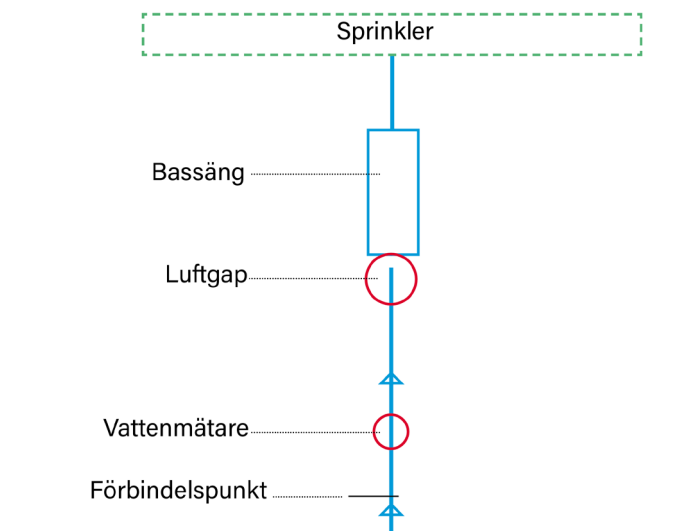 Sprinkler
Bassäng
Luftgap
Vattenmätare
Förbindelspunkt